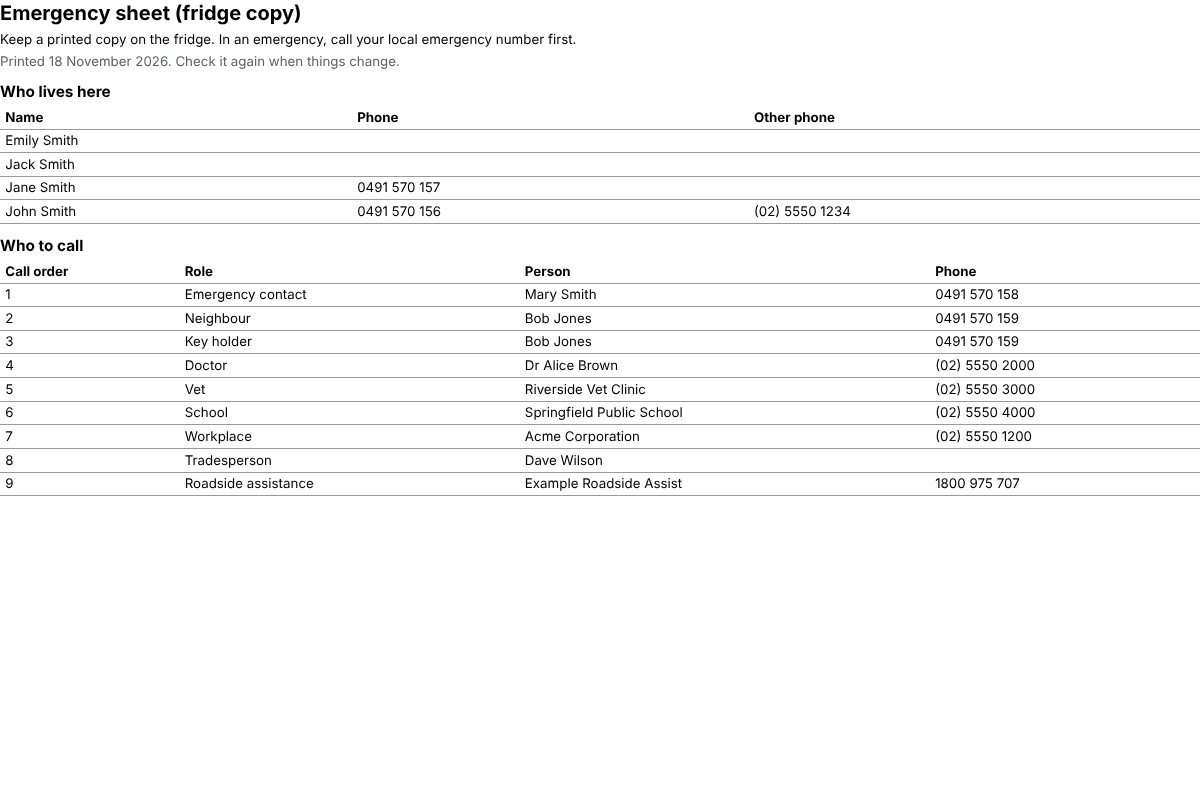 Emergency sheet (fridge copy)
Keep a printed copy on the fridge. In an emergency, call your local emergency number first.
Printed 18 November 2026. Check it again when things change.
Who lives here
Name Phone Other phone
Emily Smith
Jack Smith
Jane Smith 0491 570 157
John Smith 0491 570 156 (02) 5550 1234
Who to call
Call order Role Person Phone
1 Emergency contact Mary Smith 0491 570 158
2 Neighbour Bob Jones 0491 570 159
3 Key holder Bob Jones 0491 570 159
4 Doctor Dr Alice Brown (02) 5550 2000
5 Vet Riverside Vet Clinic (02) 5550 3000
6 School Springfield Public School (02) 5550 4000
7 Workplace Acme Corporation (02) 5550 1200
8 Tradesperson Dave Wilson
9 Roadside assistance Example Roadside Assist 1800 975 707